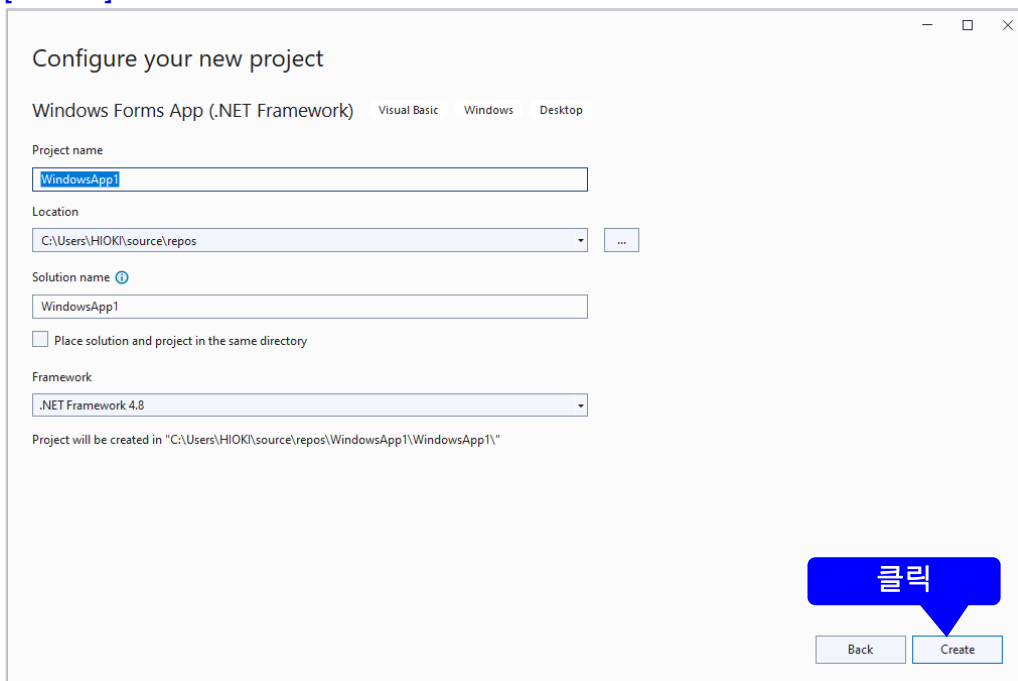 Configure your new project
Windows Forms App (.NET Framework) Visual Basic Windows Desktop
Project name
WindowsApp1
Location
C:\Users\HIOKI\source\repos
...
Solution name
WindowsApp1
Place solution and project in the same directory
Framework
.NET Framework 4.8
Project will be created in "C:\Users\HIOKI\source\repos\WindowsApp1\WindowsApp1\"
클릭
Back Create